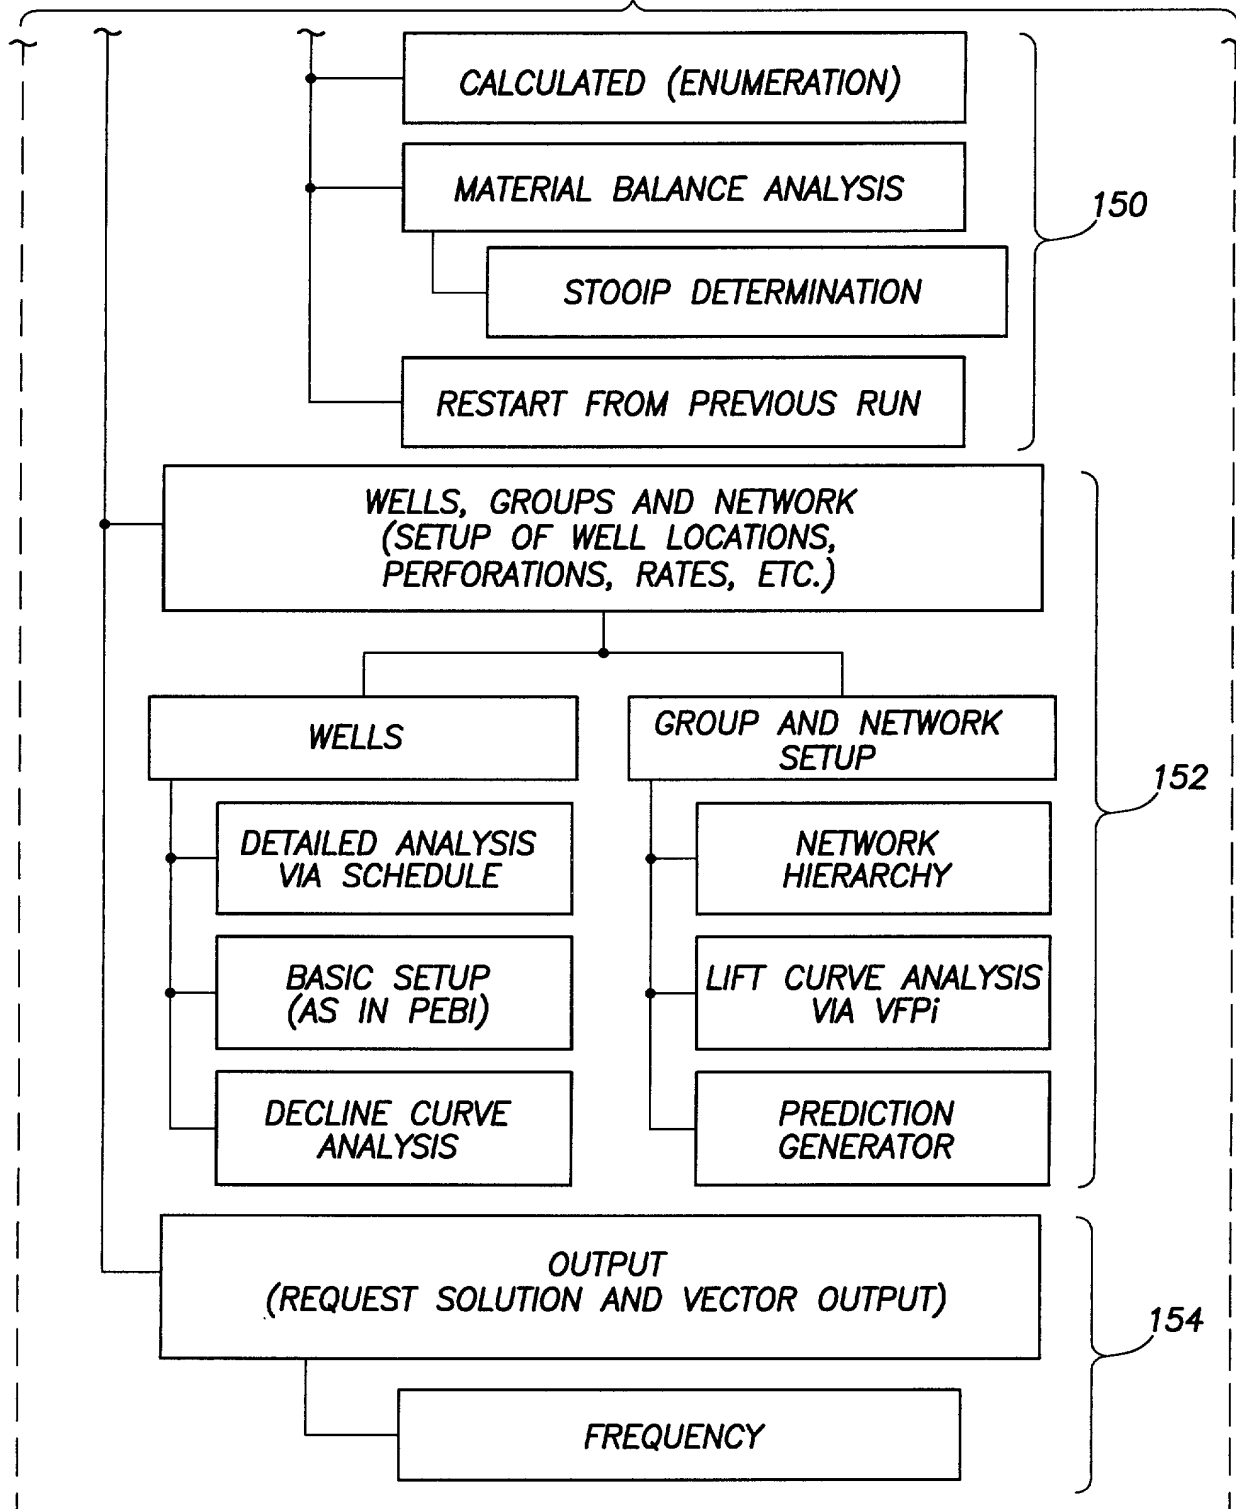 CALCULATED (ENUMERATION)
MATERIAL BALANCE ANALYSIS
150
STOOIP DETERMINATION
RESTART FROM PREVIOUS RUN
WELLS, GROUPS AND NETWORK
(SETUP OF WELL LOCATIONS,
PERFORATIONS, RATES, ETC.)
WELLS
GROUP AND NETWORK
SETUP
152
DETAILED ANALYSIS
VIA SCHEDULE
NETWORK
HIERARCHY
BASIC SETUP
(AS IN PEBI)
LIFT CURVE ANALYSIS
VIA VFPi
DECLINE CURVE
ANALYSIS
PREDICTION
GENERATOR
OUTPUT
(REQUEST SOLUTION AND VECTOR OUTPUT)
154
FREQUENCY